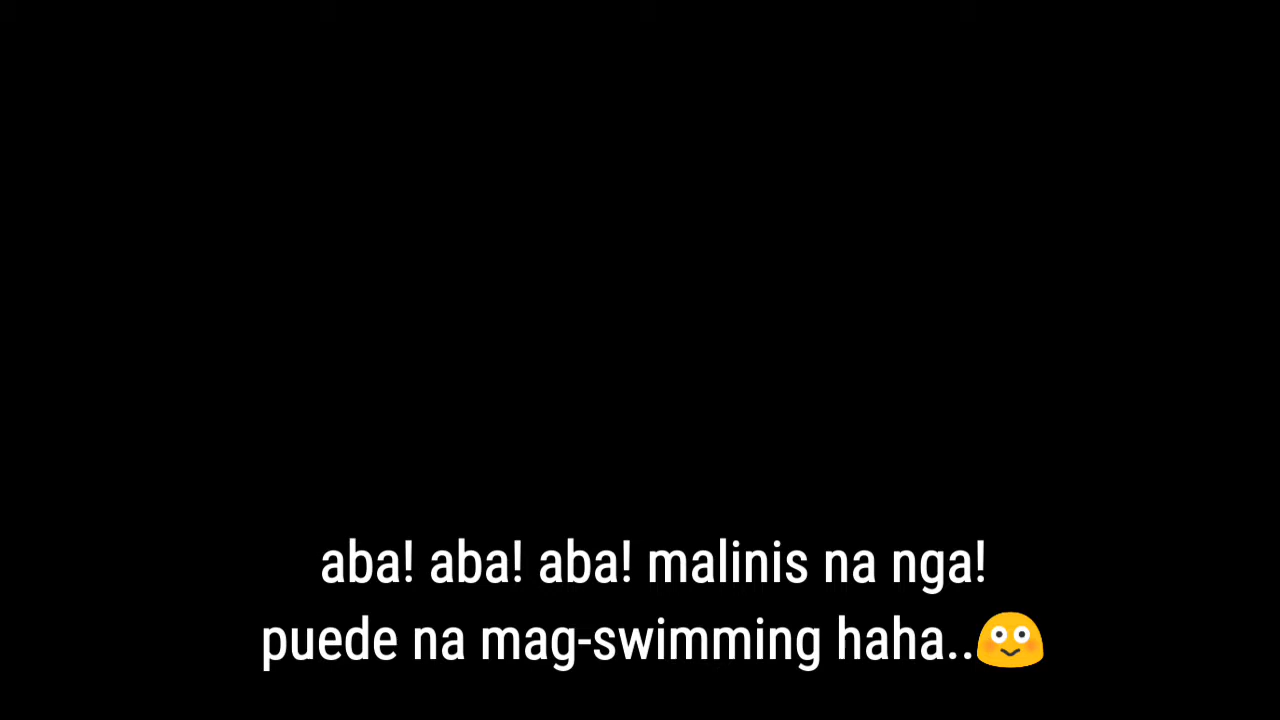 aba! aba! aba! malinis na nga!
puede na mag-swimming haha..😳